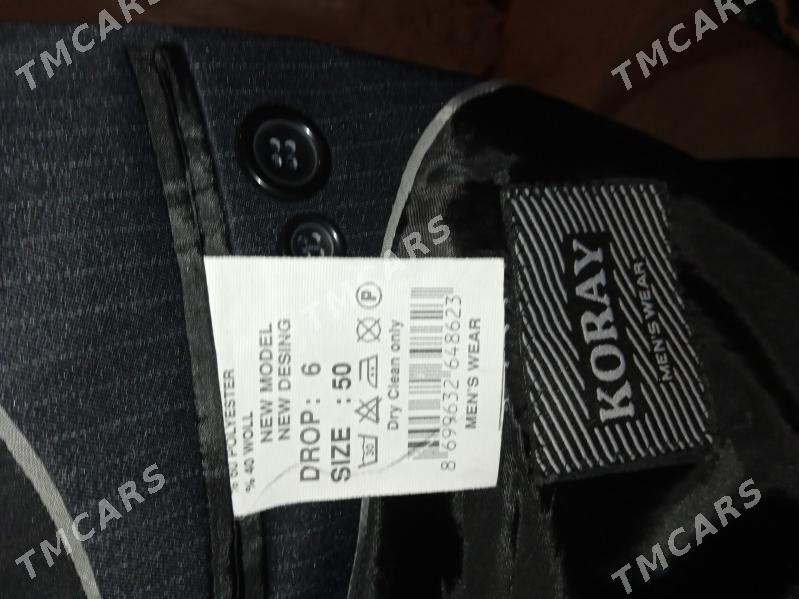 % 60 POLYESTER
% 40 WOLL
NEW MODEL
NEW DESING
DROP: 6
SIZE :50
30
P
Dry Clean only
8 699632 648623
MEN'S WEAR
KORAY
MEN'S WEAR
TMCARS
TMCARS
TMCARS
TMCARS
TMCARS
TMCARS